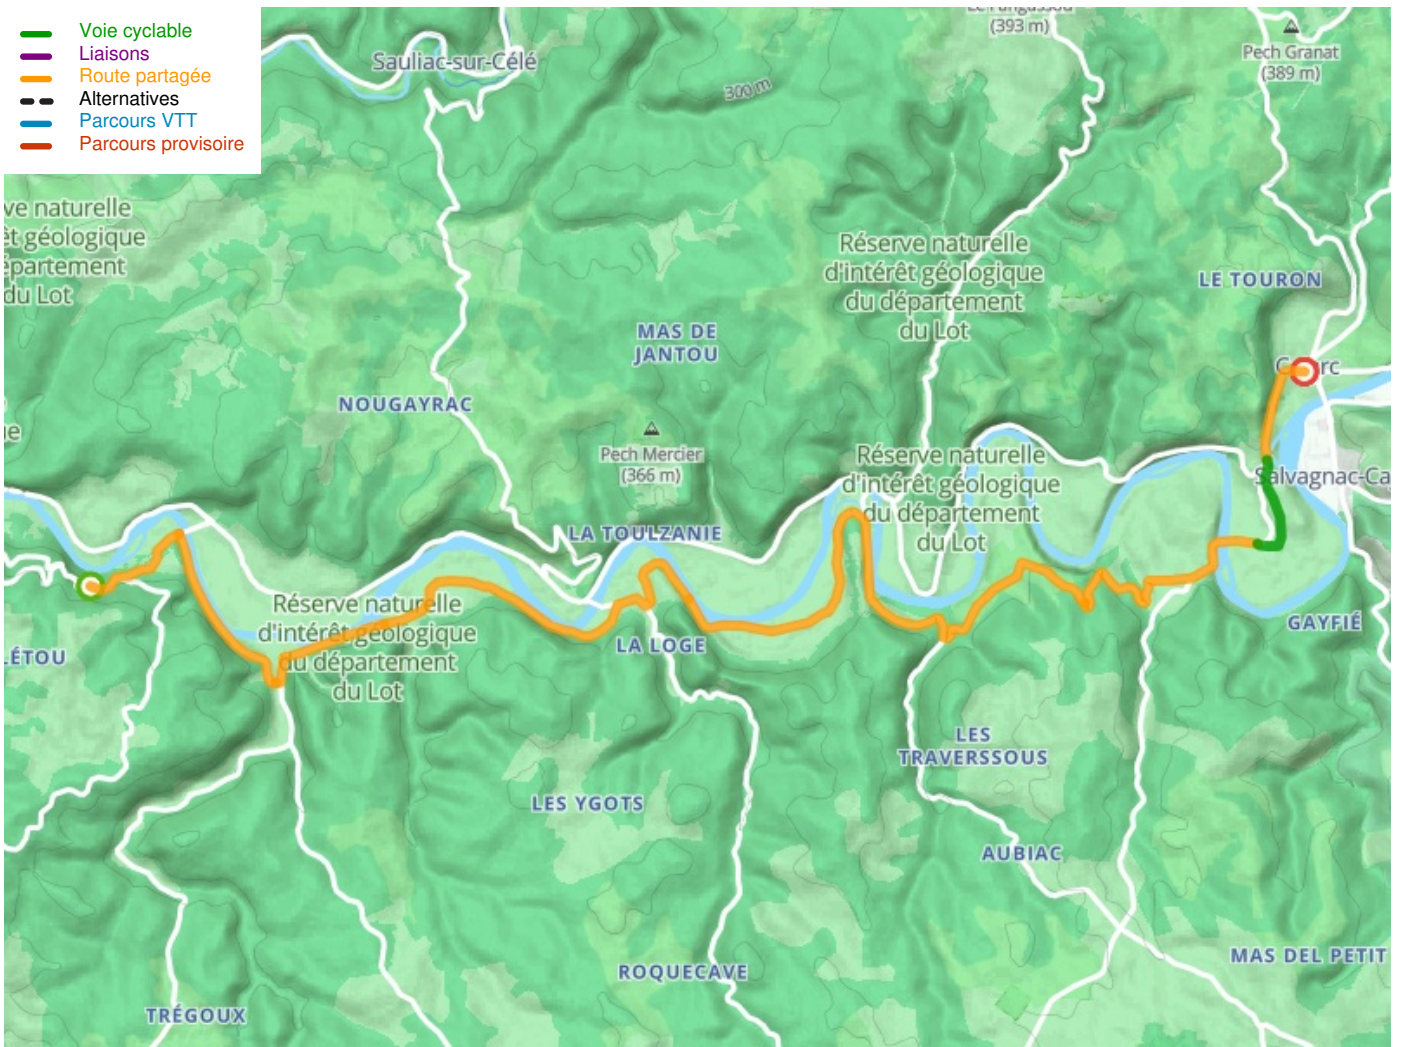 Voie cyclable
Liaisons
Route partagée
Alternatives
Parcours VTT
Parcours provisoire
Sauliac-sur-Célé
300 m
(393 m)
Pech Granat
(389 m)
ve naturelle
êt géologique
épartement
du Lot
Réserve naturelle
d'intérêt géologique
du département
du Lot
LE TOURON
MAS DE
JANTOU
NOUGAYRAC
Pech Mercier
(366 m)
Réserve naturelle
d'intérêt géologique
du département
du Lot
Salvagnac-Ca
LA TOULZANIE
Réserve naturelle
d'intérêt géologique
du département
du Lot
GAYFIÉ
LA LOGE
LÉTOU
LES
TRAVERSSOUS
LES YGOTS
AUBIAC
MAS DEL PETIT
ROQUECAVE
TRÉGOUX